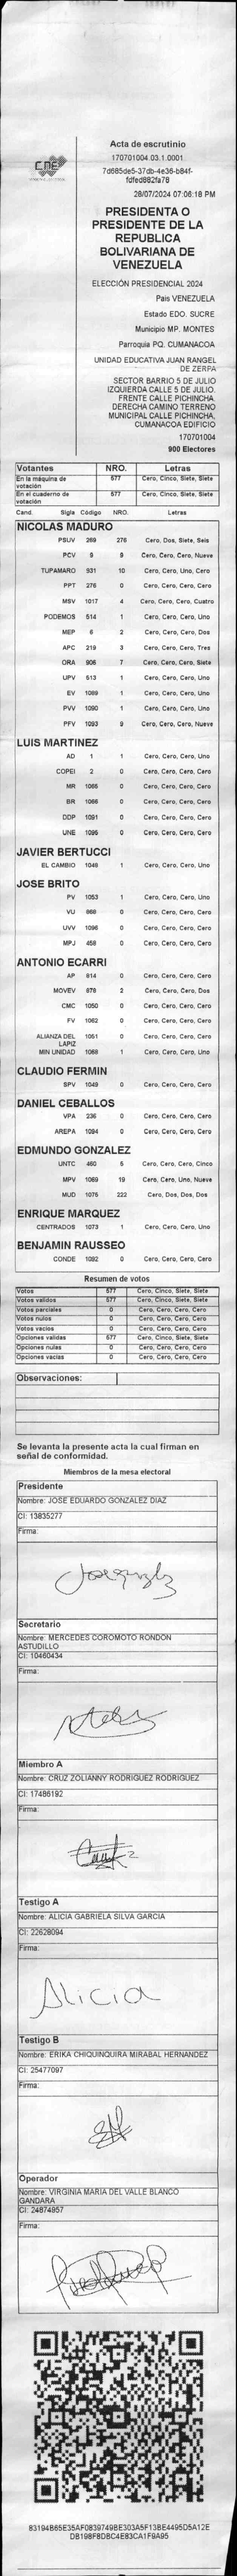 CNE
Acta de escrutinio
170701004.03.1.0001
7d685de5-37db-4e36-b84f-
fdfed882fa78
28/07/2024 07:06:18 PM
PRESIDENTA O
PRESIDENTE DE LA
REPUBLICA
BOLIVARIANA DE
VENEZUELA
ELECCIÓN PRESIDENCIAL 2024
Pais VENEZUELA
Estado EDO. SUCRE
Municipio MP. MONTES
Parroquia PQ. CUMANACOA
UNIDAD EDUCATIVA JUAN RANGEL
DE ZERPA
SECTOR BARRIO 5 DE JULIO
IZQUIERDA CALLE 5 DE JULIO.
FRENTE CALLE PICHINCHA.
DERECHA CAMINO TERRENO
MUNICIPAL CALLE PICHINCHA,
CUMANACOA EDIFICIO
170701004
900 Electores
Votantes NRO. Letras
En la máquina de votación 577 Cero, Cinco, Siete, Siete
En el cuaderno de votación 577 Cero, Cinco, Siete, Siete
Cand. Sigla Código NRO. Letras
NICOLAS MADURO
PSUV 269 276 Cero, Dos, Siete, Seis
PCV 9 9 Cero, Cero, Cero, Nueve
TUPAMARO 931 10 Cero, Cero, Uno, Cero
PPT 276 0 Cero, Cero, Cero, Cero
MSV 1017 4 Cero, Cero, Cero, Cuatro
PODEMOS 514 1 Cero, Cero, Cero, Uno
MEP 6 2 Cero, Cero, Cero, Dos
APC 219 3 Cero, Cero, Cero, Tres
ORA 906 7 Cero, Cero, Cero, Siete
UPV 513 1 Cero, Cero, Cero, Uno
EV 1089 1 Cero, Cero, Cero, Uno
PVV 1090 1 Cero, Cero, Cero, Uno
PFV 1093 9 Cero, Cero, Cero, Nueve
LUIS MARTINEZ
AD 1 1 Cero, Cero, Cero, Uno
COPEI 2 0 Cero, Cero, Cero, Cero
MR 1065 0 Cero, Cero, Cero, Cero
BR 1066 0 Cero, Cero, Cero, Cero
DDP 1091 0 Cero, Cero, Cero, Cero
UNE 1095 0 Cero, Cero, Cero, Cero
JAVIER BERTUCCI
EL CAMBIO 1048 1 Cero, Cero, Cero, Uno
JOSE BRITO
PV 1053 1 Cero, Cero, Cero, Uno
VU 868 0 Cero, Cero, Cero, Cero
UVV 1096 0 Cero, Cero, Cero, Cero
MPJ 458 0 Cero, Cero, Cero, Cero
ANTONIO ECARRI
AP 814 0 Cero, Cero, Cero, Cero
MOVEV 878 2 Cero, Cero, Cero, Dos
CMC 1050 0 Cero, Cero, Cero, Cero
FV 1062 0 Cero, Cero, Cero, Cero
ALIANZA DEL LAPIZ 1051 0 Cero, Cero, Cero, Cero
MIN UNIDAD 1068 1 Cero, Cero, Cero, Uno
CLAUDIO FERMIN
SPV 1049 0 Cero, Cero, Cero, Cero
DANIEL CEBALLOS
VPA 236 0 Cero, Cero, Cero, Cero
AREPA 1094 0 Cero, Cero, Cero, Cero
EDMUNDO GONZALEZ
UNTC 460 5 Cero, Cero, Cero, Cinco
MPV 1069 19 Cero, Cero, Uno, Nueve
MUD 1075 222 Cero, Dos, Dos, Dos
ENRIQUE MARQUEZ
CENTRADOS 1073 1 Cero, Cero, Cero, Uno
BENJAMIN RAUSSEO
CONDE 1092 0 Cero, Cero, Cero, Cero
Resumen de votos
Votos 577 Cero, Cinco, Siete, Siete
Votos validos 577 Cero, Cinco, Siete, Siete
Votos parciales 0 Cero, Cero, Cero, Cero
Votos nulos 0 Cero, Cero, Cero, Cero
Votos vacios 0 Cero, Cero, Cero, Cero
Opciones validas 577 Cero, Cinco, Siete, Siete
Opciones nulas 0 Cero, Cero, Cero, Cero
Opciones vacias 0 Cero, Cero, Cero, Cero
Observaciones:
Se levanta la presente acta la cual firman en
señal de conformidad.
Miembros de la mesa electoral
Presidente
Nombre: JOSE EDUARDO GONZALEZ DIAZ
CI: 13835277
Firma:
Secretario
Nombre: MERCEDES COROMOTO RONDON
ASTUDILLO
CI: 10460434
Firma:
Miembro A
Nombre: CRUZ ZOLIANNY RODRIGUEZ RODRIGUEZ
CI: 17486192
Firma:
Testigo A
Nombre: ALICIA GABRIELA SILVA GARCIA
CI: 22628094
Firma:
Alicia
Testigo B
Nombre: ERIKA CHIQUINQUIRA MIRABAL HERNANDEZ
CI: 25477097
Firma:
Operador
Nombre: VIRGINIA MARIA DEL VALLE BLANCO
GANDARA
CI: 24874957
Firma:
83194B65E35AF0839749BE303A5F13BE4495D5A12E
DB198F8D8C4E83CA1F9A95